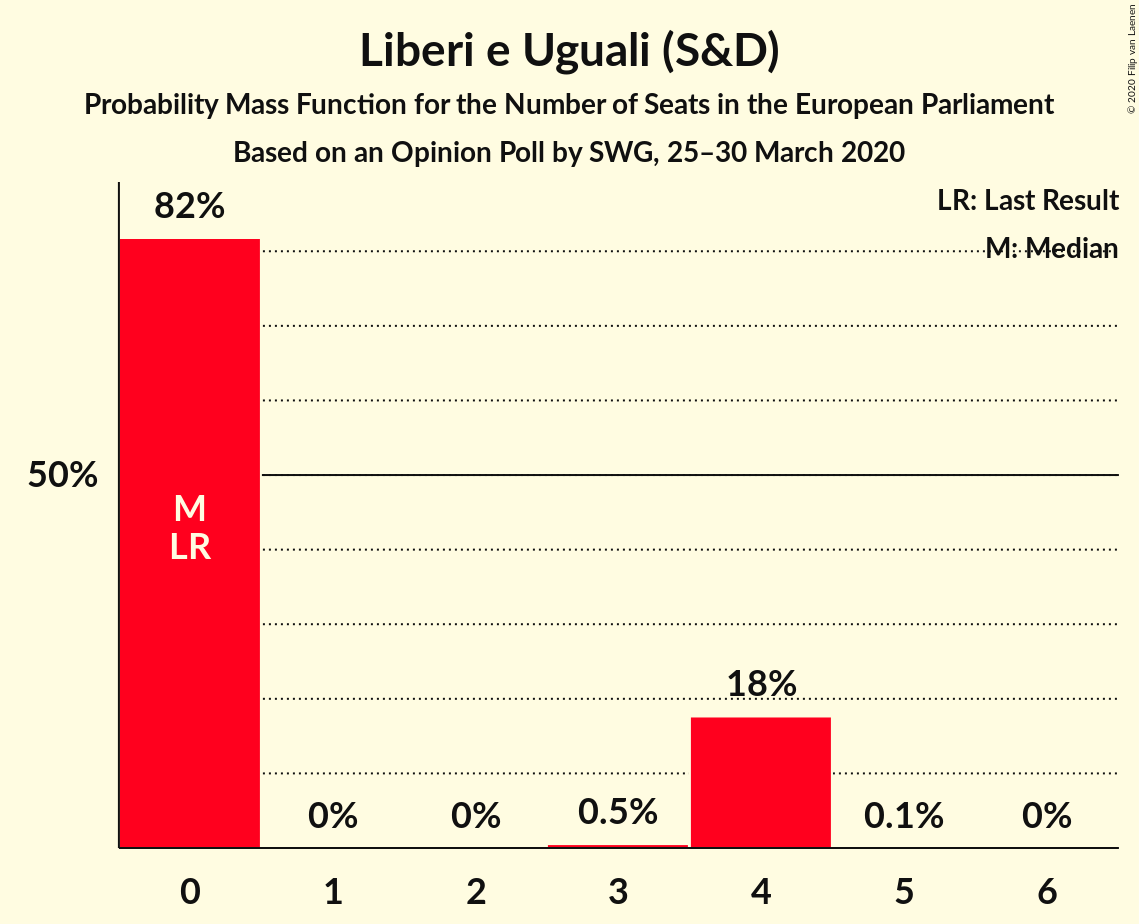 Liberi e Uguali (S&D)
Probability Mass Function for the Number of Seats in the European Parliament
Based on an Opinion Poll by SWG, 25–30 March 2020
© 2020 Filip van Laenen
LR: Last Result
M: Median
82%
50%
M
LR
0%
0%
0.5%
18%
0.1%
0%
0
1
2
3
4
5
6